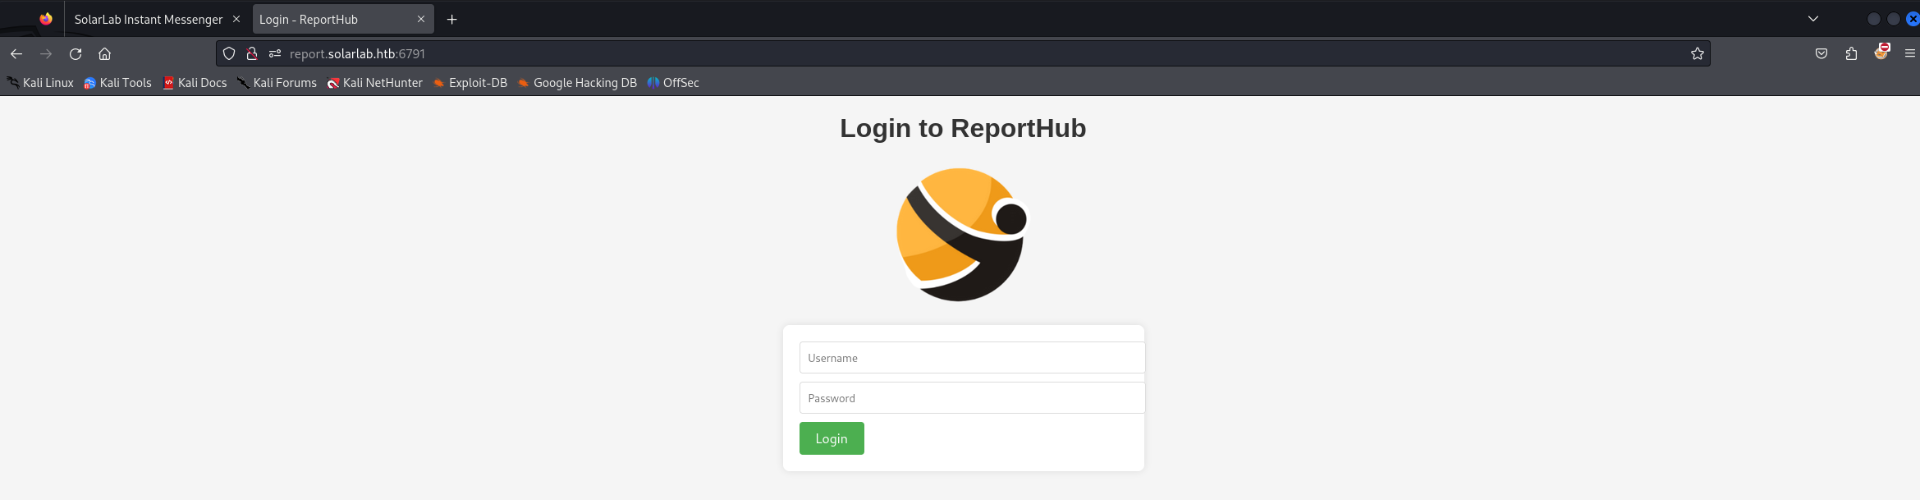 SolarLab Instant Messenger
Login - ReportHub
report.solarlab.htb:6791
Kali Linux Kali Tools Kali Docs Kali Forums Kali NetHunter Exploit-DB Google Hacking DB OffSec
Login to ReportHub
Username
Password
Login